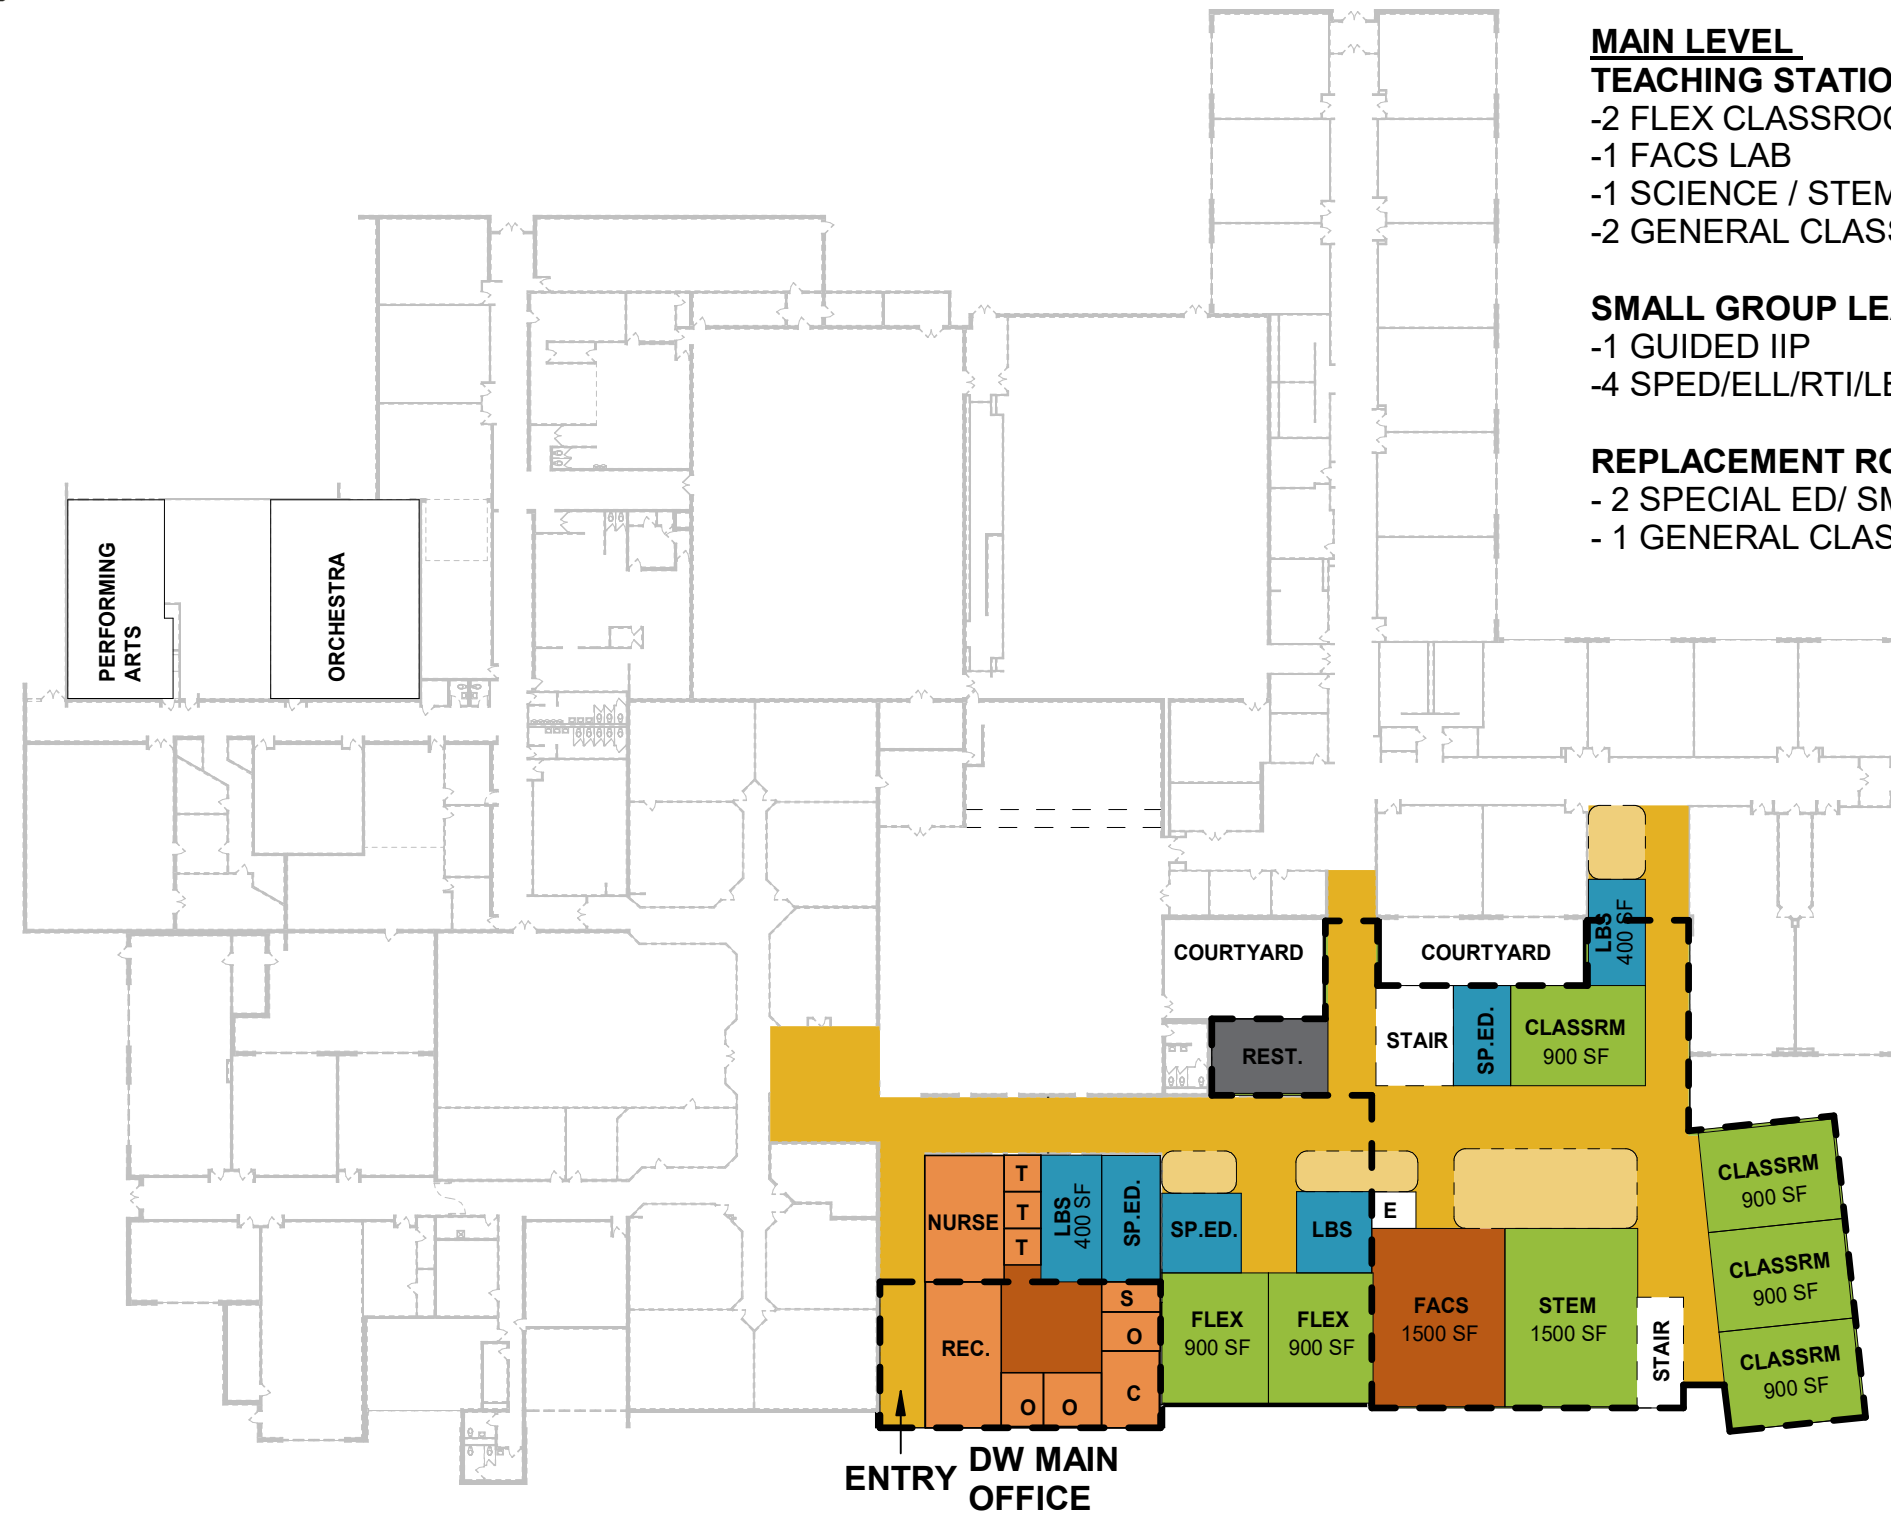 MAIN LEVEL
TEACHING STATIO
-2 FLEX CLASSROO
-1 FACS LAB
-1 SCIENCE / STEM
-2 GENERAL CLASS
SMALL GROUP LEA
-1 GUIDED IIP
-4 SPED/ELL/RTI/LB
REPLACEMENT RO
- 2 SPECIAL ED/ SM
- 1 GENERAL CLAS
PERFORMING
ARTS
ORCHESTRA
COURTYARD
COURTYARD
LBS
400 SF
REST.
STAIR
SP.ED.
CLASSRM
900 SF
NURSE
T
T
T
LBS
400 SF
SP.ED.
SP.ED.
LBS
E
CLASSRM
900 SF
CLASSRM
900 SF
CLASSRM
900 SF
REC.
S
O
C
O
O
FLEX
900 SF
FLEX
900 SF
FACS
1500 SF
STEM
1500 SF
STAIR
ENTRY
DW MAIN
OFFICE